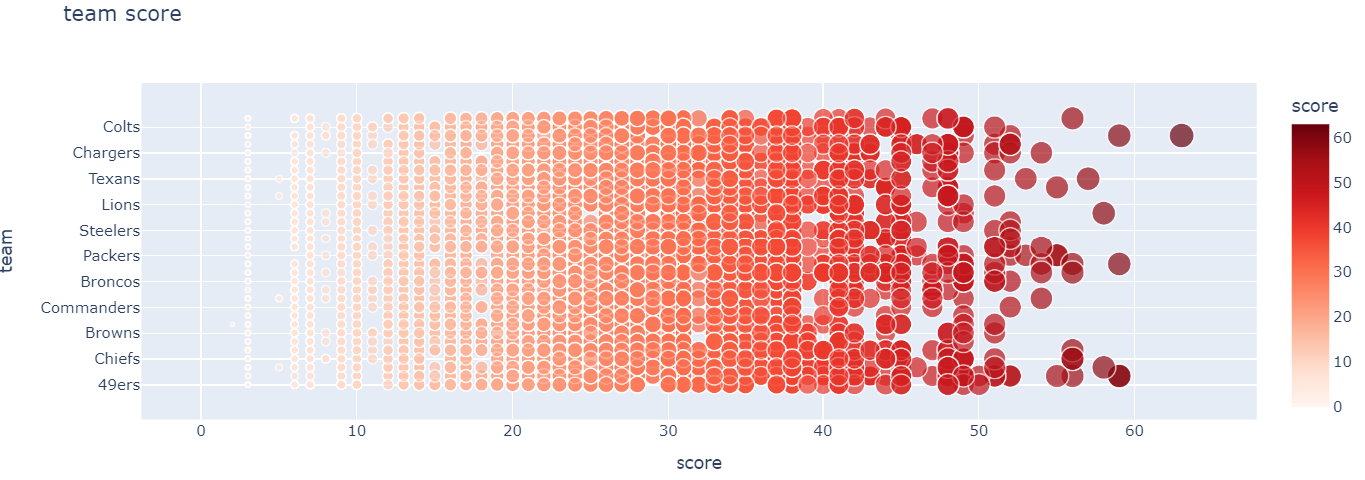 team score
team
Colts
Chargers
Texans
Lions
Steelers
Packers
Broncos
Commanders
Browns
Chiefs
49ers
0 10 20 30 40 50 60
score
score
60
50
40
30
20
10
0